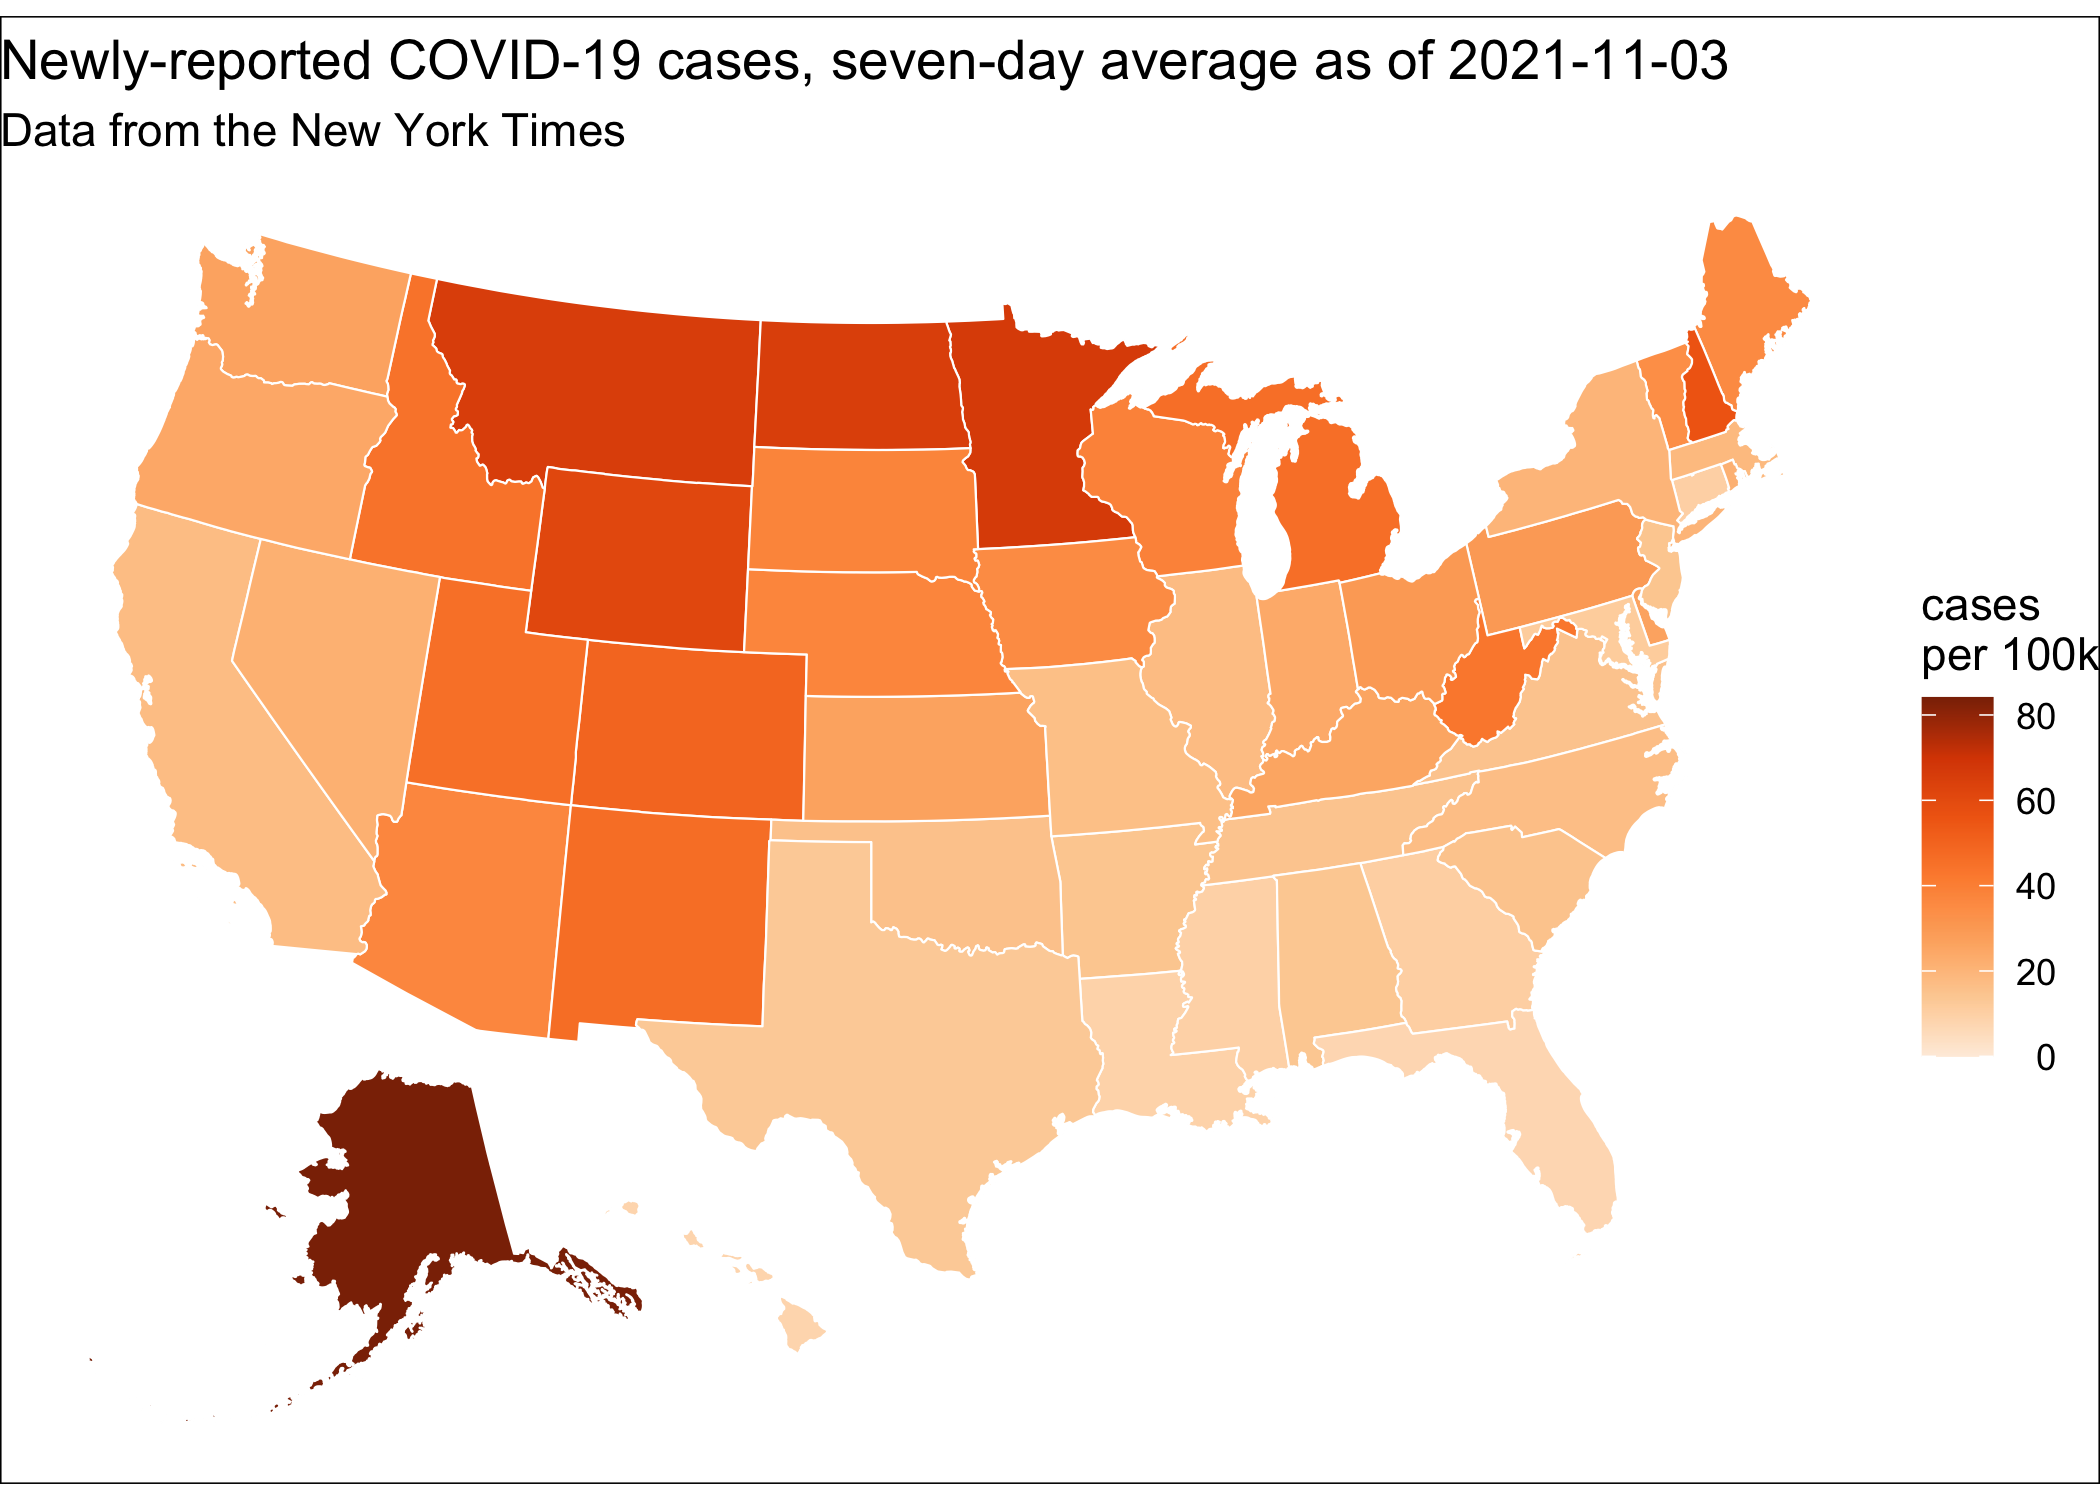 Newly-reported COVID-19 cases, seven-day average as of 2021-11-03
Data from the New York Times
cases
per 100k
80
60
40
20
0